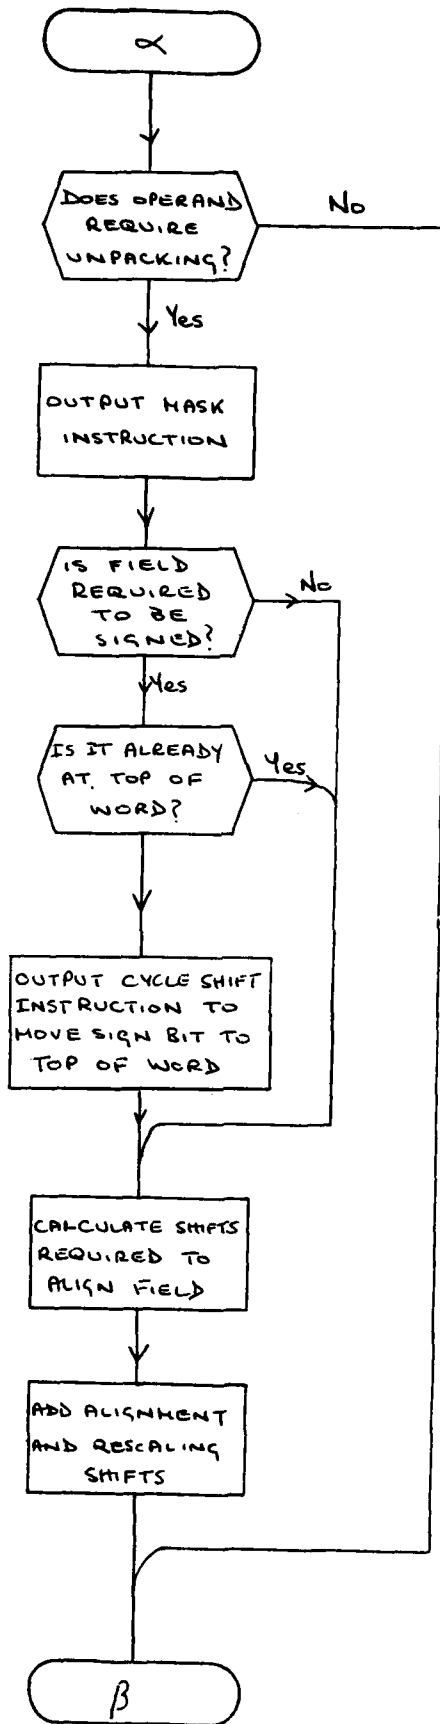 α
DOES OPERAND
REQUIRE
UNPACKING?
No
Yes
OUTPUT MASK
INSTRUCTION
IS FIELD
REQUIRED
TO BE
SIGNED?
No
Yes
IS IT ALREADY
AT TOP OF
WORD?
Yes
OUTPUT CYCLE SHIFT
INSTRUCTION TO
MOVE SIGN BIT TO
TOP OF WORD
CALCULATE SHIFTS
REQUIRED TO
ALIGN FIELD
ADD ALIGNMENT
AND RESCALING
SHIFTS
β